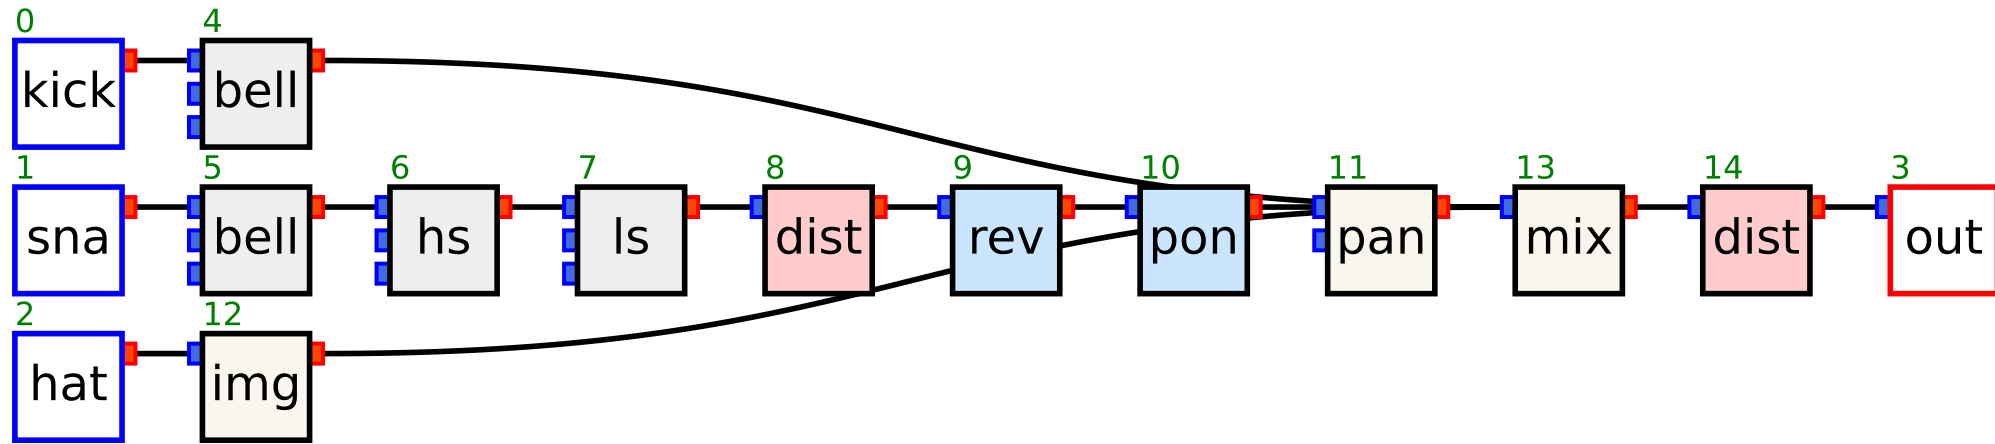 0 4
kick bell
1 5 6 7 8 9 10 11 13 14 3
sna bell hs ls dist rev pon pan mix dist out
2 12
hat img